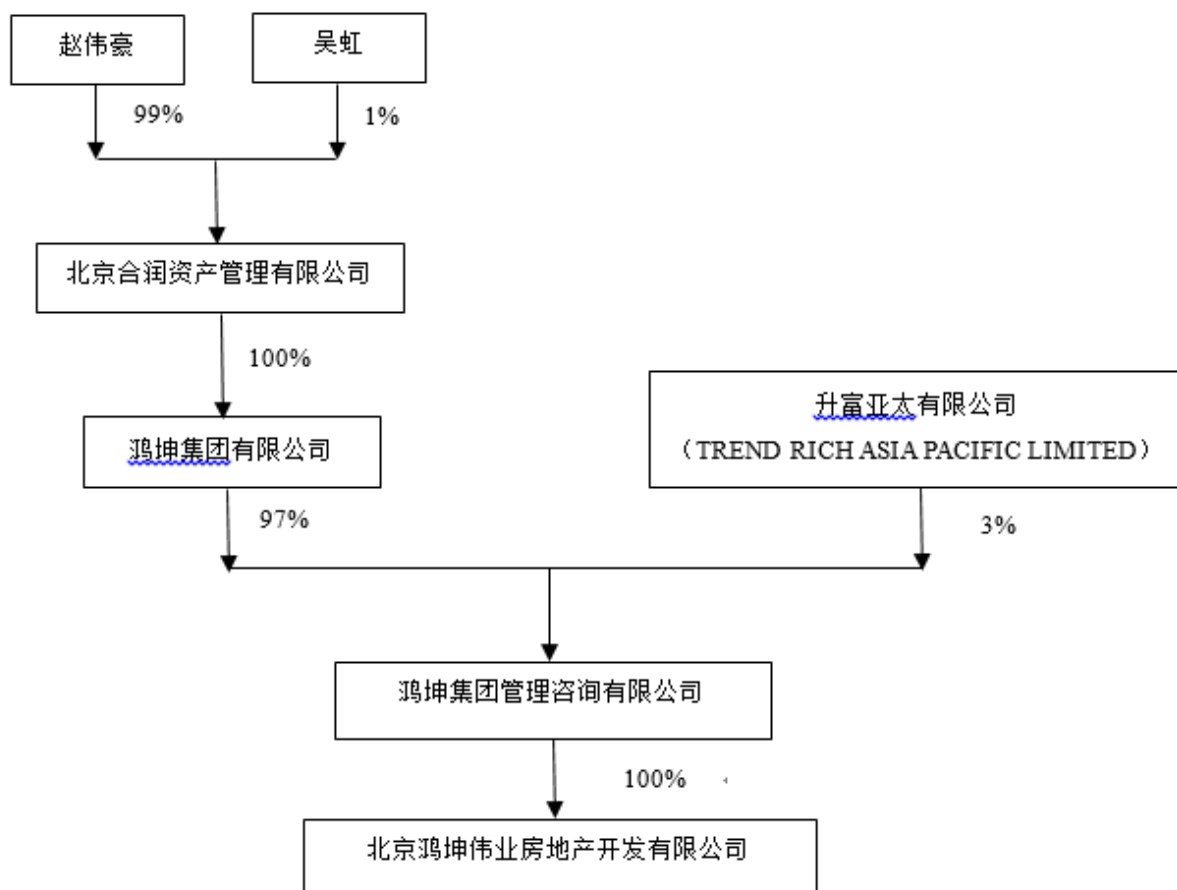 赵伟豪
吴虹
99%
1%
北京合润资产管理有限公司
100%
鸿坤集团有限公司
升富亚太有限公司
（TREND RICH ASIA PACIFIC LIMITED）
97%
3%
鸿坤集团管理咨询有限公司
100%
北京鸿坤伟业房地产开发有限公司